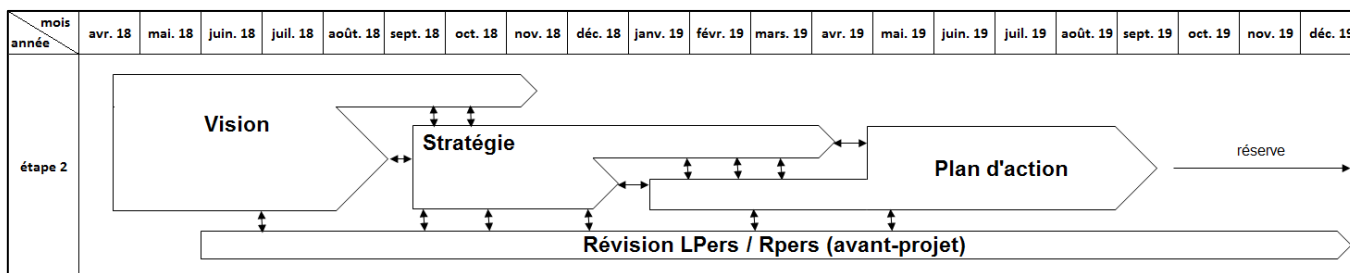 mois
année
avr. 18 mai. 18 juin. 18 juil. 18 août. 18 sept. 18 oct. 18 nov. 18 déc. 18 janv. 19 févr. 19 mars. 19 avr. 19 mai. 19 juin. 19 juil. 19 août. 19 sept. 19 oct. 19 nov. 19 déc. 19
étape 2
Vision
Stratégie
Plan d'action
réserve
Révision LPers / Rpers (avant-projet)